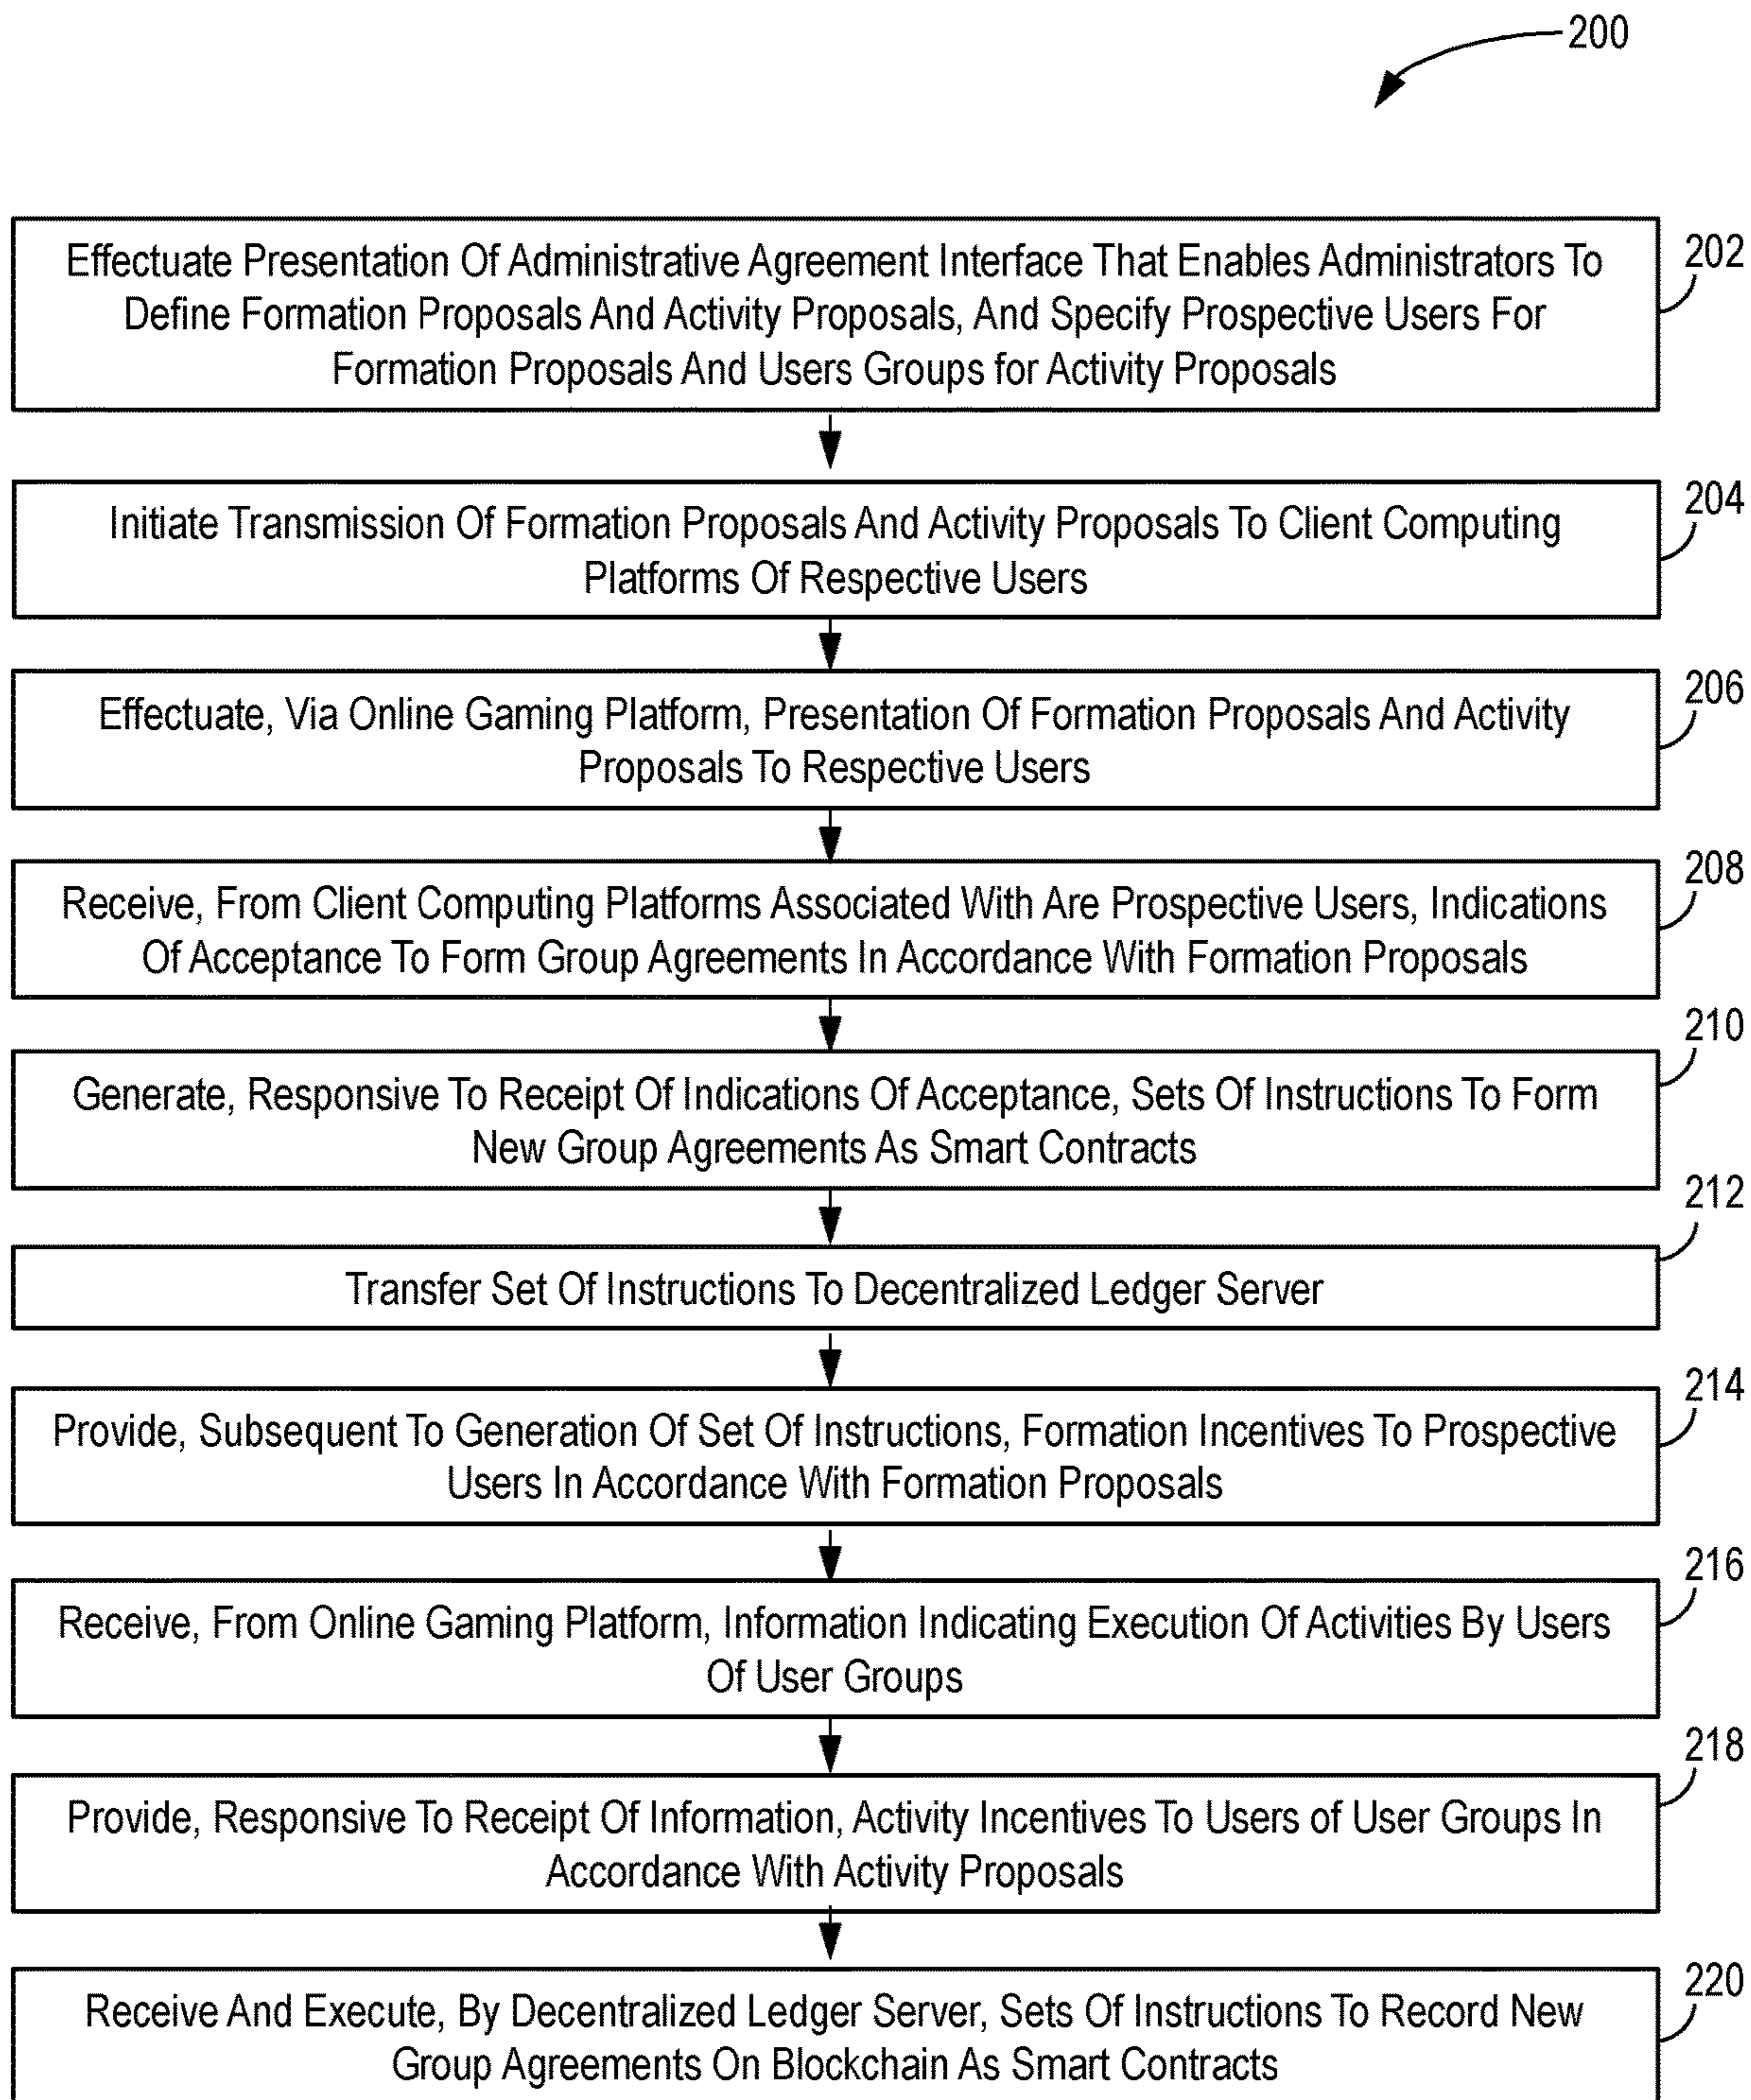 200
Effectuate Presentation Of Administrative Agreement Interface That Enables Administrators To
Define Formation Proposals And Activity Proposals, And Specify Prospective Users For
Formation Proposals And Users Groups for Activity Proposals
202
Initiate Transmission Of Formation Proposals And Activity Proposals To Client Computing
Platforms Of Respective Users
204
Effectuate, Via Online Gaming Platform, Presentation Of Formation Proposals And Activity
Proposals To Respective Users
206
Receive, From Client Computing Platforms Associated With Are Prospective Users, Indications
Of Acceptance To Form Group Agreements In Accordance With Formation Proposals
208
Generate, Responsive To Receipt Of Indications Of Acceptance, Sets Of Instructions To Form
New Group Agreements As Smart Contracts
210
Transfer Set Of Instructions To Decentralized Ledger Server
212
Provide, Subsequent To Generation Of Set Of Instructions, Formation Incentives To Prospective
Users In Accordance With Formation Proposals
214
Receive, From Online Gaming Platform, Information Indicating Execution Of Activities By Users
Of User Groups
216
Provide, Responsive To Receipt Of Information, Activity Incentives To Users of User Groups In
Accordance With Activity Proposals
218
Receive And Execute, By Decentralized Ledger Server, Sets Of Instructions To Record New
Group Agreements On Blockchain As Smart Contracts
220